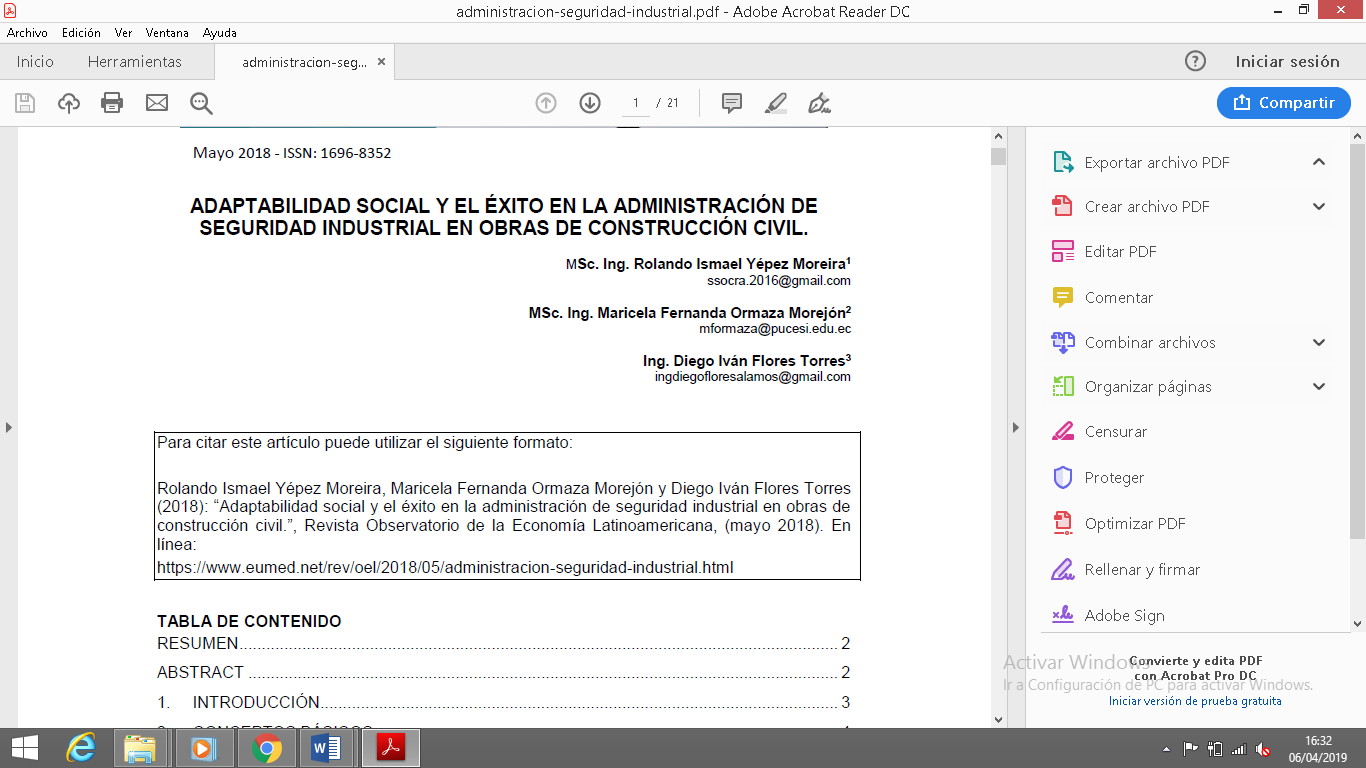 administracion-seguridad-industrial.pdf - Adobe Acrobat Reader DC
Archivo Edición Ver Ventana Ayuda
Inicio Herramientas administracion-seg... × Iniciar sesión
1 / 21 Compartir
Mayo 2018 - ISSN: 1696-8352
ADAPTABILIDAD SOCIAL Y EL ÉXITO EN LA ADMINISTRACIÓN DE
SEGURIDAD INDUSTRIAL EN OBRAS DE CONSTRUCCIÓN CIVIL.
MSc. Ing. Rolando Ismael Yépez Moreira¹
ssocra.2016@gmail.com
MSc. Ing. Maricela Fernanda Ormaza Morejón²
mformaza@pucesi.edu.ec
Ing. Diego Iván Flores Torres³
ingdiegofloresalamos@gmail.com
Para citar este artículo puede utilizar el siguiente formato:
Rolando Ismael Yépez Moreira, Maricela Fernanda Ormaza Morejón y Diego Iván Flores Torres
(2018): “Adaptabilidad social y el éxito en la administración de seguridad industrial en obras de
construcción civil.”, Revista Observatorio de la Economía Latinoamericana, (mayo 2018). En
línea:
https://www.eumed.net/rev/oel/2018/05/administracion-seguridad-industrial.html
TABLA DE CONTENIDO
RESUMEN.......................................................... 2
ABSTRACT .......................................................... 2
1. INTRODUCCIÓN.......................................................... 3
Exportar archivo PDF
Crear archivo PDF
Editar PDF
Comentar
Combinar archivos
Organizar páginas
Censurar
Proteger
Optimizar PDF
Rellenar y firmar
Adobe Sign
Convierte y edita PDF
con Acrobat Pro DC
Iniciar versión de prueba gratuita
Activar Windows
Ir a Configuración de PC para activar Windows.
16:32
06/04/2019